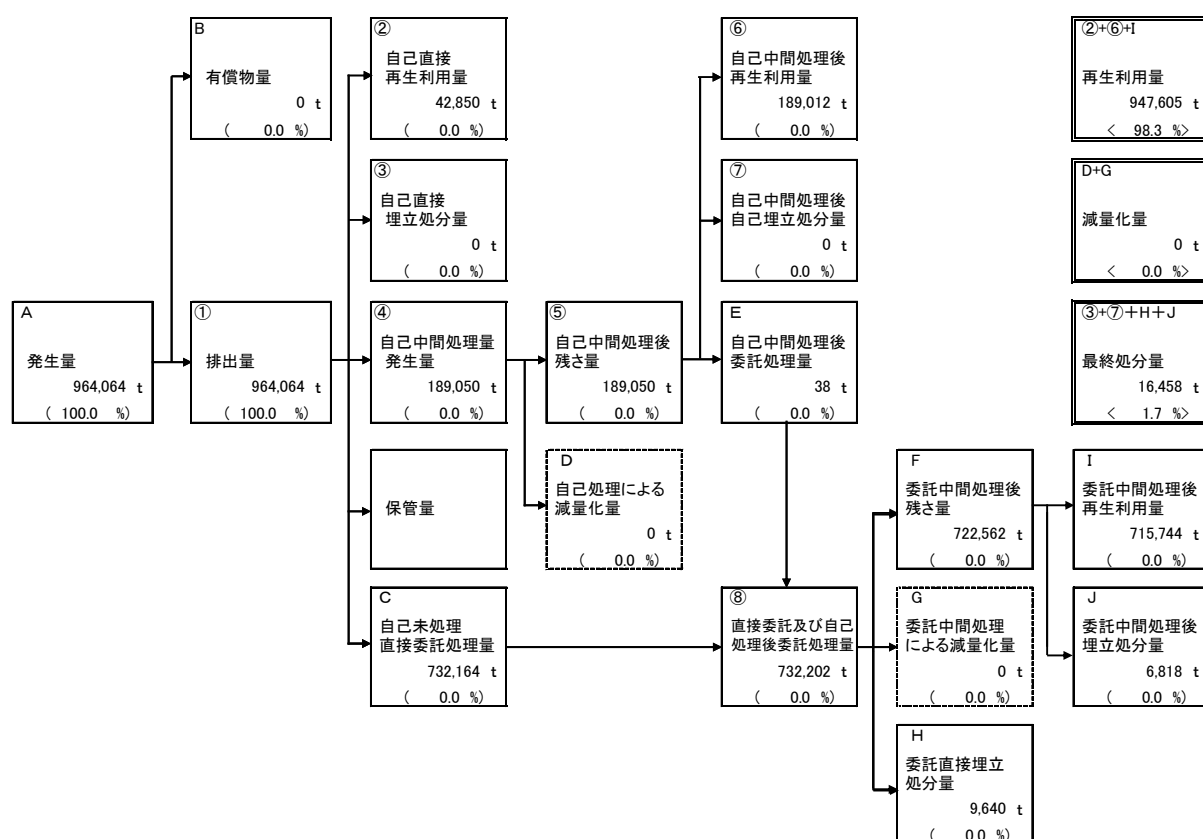 B
有償物量
0 t
( 0.0 %)
②
自己直接
再生利用量
42,850 t
( 0.0 %)
⑥
自己中間処理後
再生利用量
189,012 t
( 0.0 %)
②+⑥+I
再生利用量
947,605 t
< 98.3 %>
③
自己直接
埋立処分量
0 t
( 0.0 %)
⑦
自己中間処理後
自己埋立処分量
0 t
( 0.0 %)
D+G
減量化量
0 t
< 0.0 %>
A
発生量
964,064 t
( 100.0 %)
①
排出量
964,064 t
( 100.0 %)
④
自己中間処理量
発生量
189,050 t
( 0.0 %)
⑤
自己中間処理後
残さ量
189,050 t
( 0.0 %)
E
自己中間処理後
委託処理量
38 t
( 0.0 %)
③+⑦+H+J
最終処分量
16,458 t
< 1.7 %>
保管量
D
自己処理による
減量化量
0 t
( 0.0 %)
F
委託中間処理後
残さ量
722,562 t
( 0.0 %)
I
委託中間処理後
再生利用量
715,744 t
( 0.0 %)
C
自己未処理
直接委託処理量
732,164 t
( 0.0 %)
⑧
直接委託及び自己
処理後委託処理量
732,202 t
( 0.0 %)
G
委託中間処理
による減量化量
0 t
( 0.0 %)
J
委託中間処理後
埋立処分量
6,818 t
( 0.0 %)
H
委託直接埋立
処分量
9,640 t
( 0.0 %)